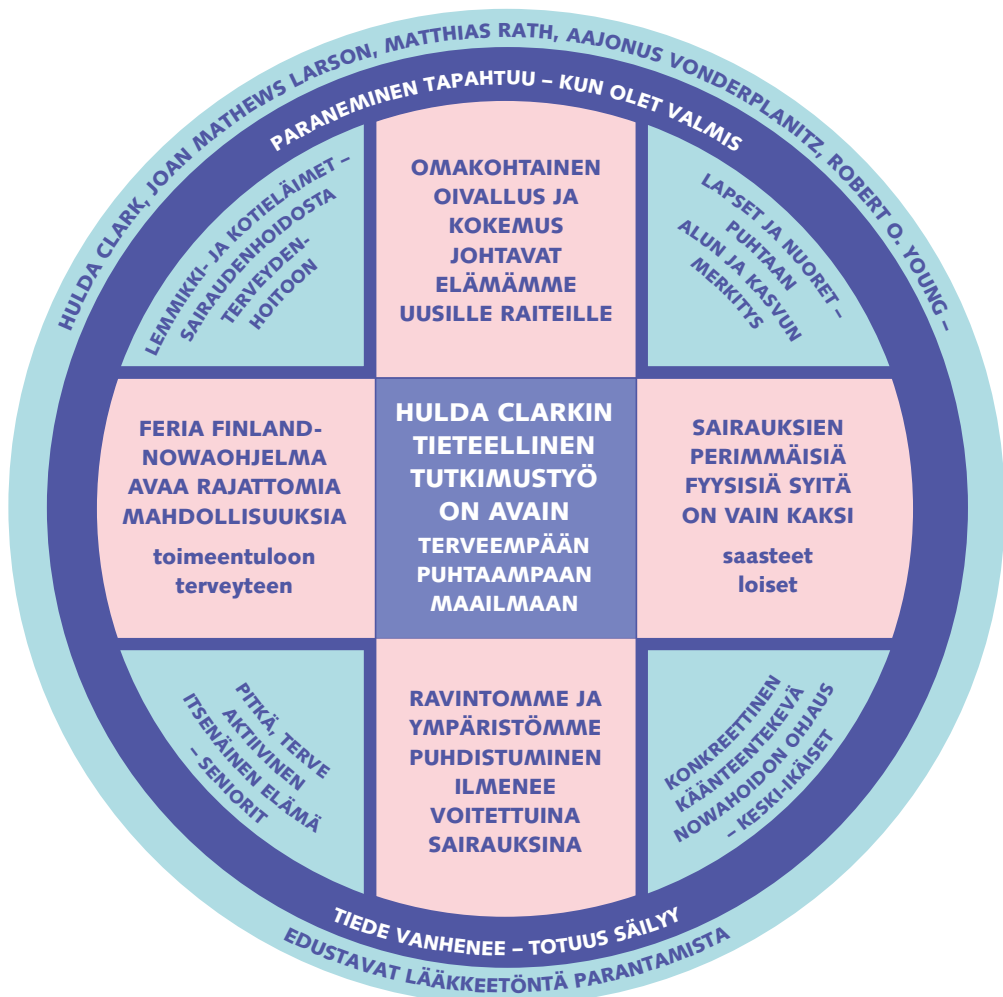 HULDA CLARK, JOAN MATHEWS LARSON, MATTHIAS RATH, AAJONUS VONDERPLANITZ, ROBERT O. YOUNG –
PARANEMINEN TAPAHTUU – KUN OLET VALMIS
LEMMIKKI- JA KOTIELÄIMET –
SAIRAUDENHOIDOSTA
TERVEYDEN-
HOITOON
OMAKOHTAINEN
OIVALLUS JA
KOKEMUS
JOHTAVAT
ELÄMÄMME
UUSILLE RAITEILLE
LAPSET JA NUORET –
PUHTAAN
ALUN JA KASVUN
MERKITYS
FERIA FINLAND-
NOWAOHJELMA
AVAA RAJATTOMIA
MAHDOLLISUUKSIA
toimeentuloon
terveyteen
HULDA CLARKIN
TIETEELLINEN
TUTKIMUSTYÖ
ON AVAIN
TERVEEMPÄÄN
PUHTAAMPAAN
MAAILMAAN
SAIRAUKSIEN
PERIMMÄISIÄ
FYYSISIÄ SYITÄ
ON VAIN KAKSI
saasteet
loiset
PITKÄ, TERVE
AKTIIVINEN
ITSENÄINEN ELÄMÄ
– SENIORIT
RAVINTOMME JA
YMPÄRISTÖMME
PUHDISTUMINEN
ILMENEE
VOITETTUINA
SAIRAUKSINA
KONKREETTINEN
KÄÄNTEENTEKEVÄ
NOWAHOIDON OHJAUS
– KESKI-IKÄISET
TIEDE VANHENEE – TOTUUS SÄILYY
EDUSTAVAT LÄÄKKEETÖNTÄ PARANTAMISTA